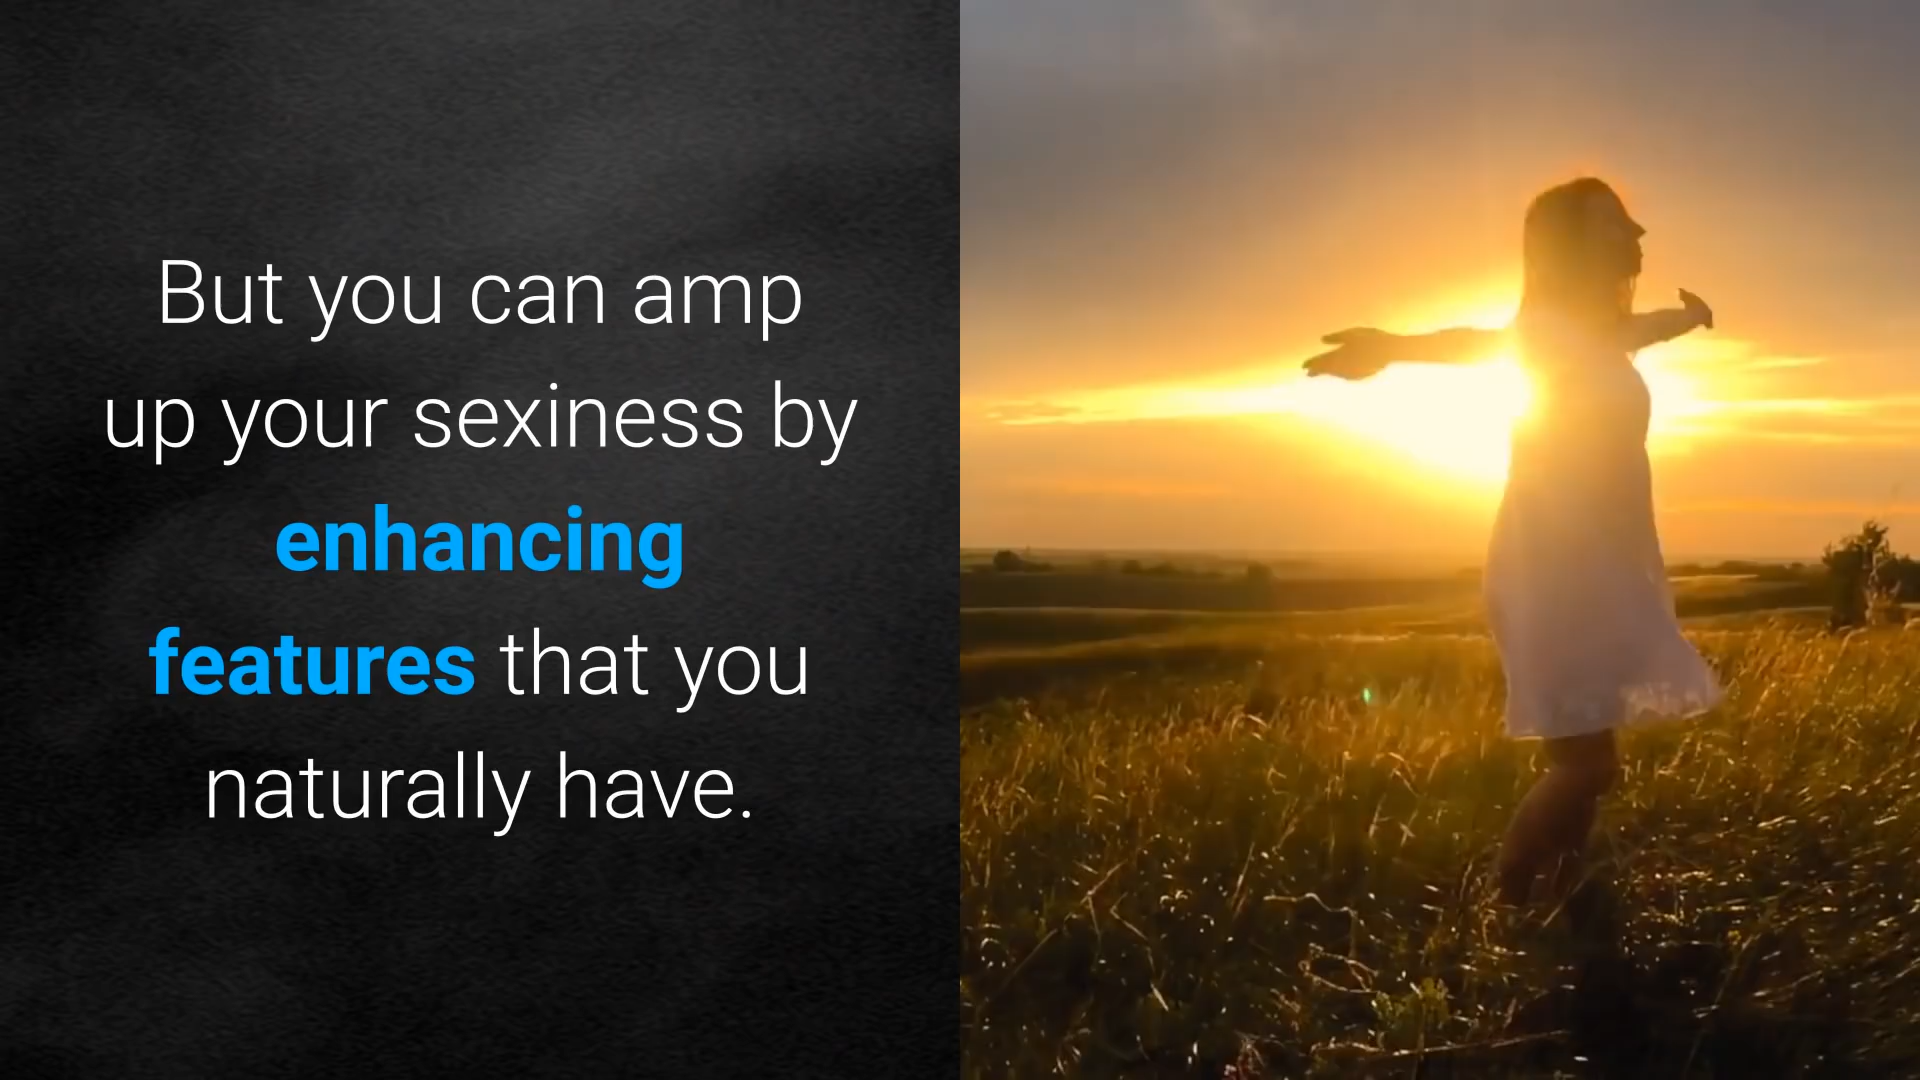 But you can amp
up your sexiness by
enhancing
features that you
naturally have.